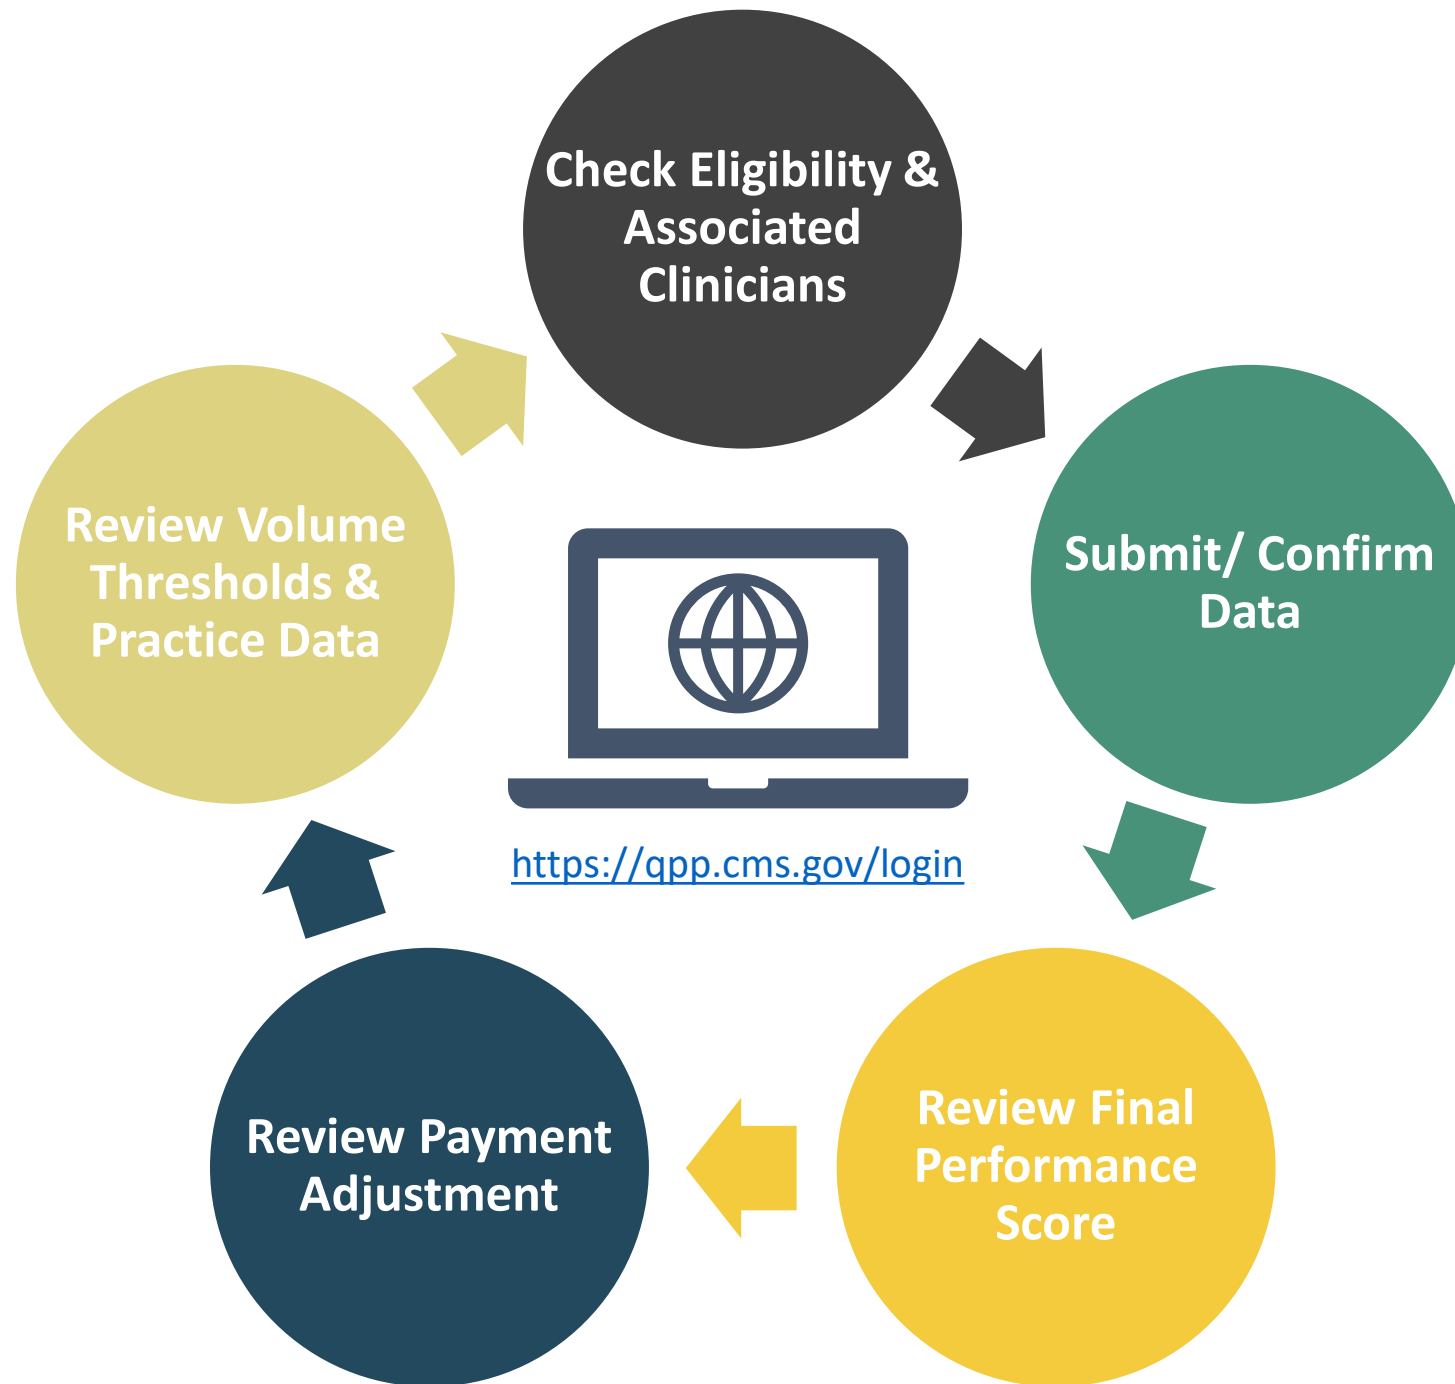 Check Eligibility &
Associated
Clinicians
Submit/ Confirm
Data
Review Final
Performance
Score
Review Payment
Adjustment
Review Volume
Thresholds &
Practice Data
https://qpp.cms.gov/login